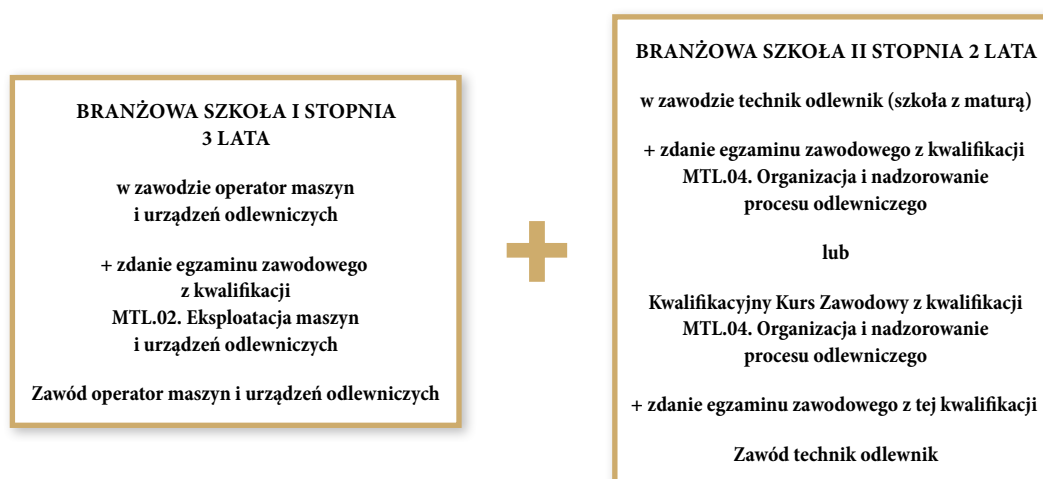 BRANŻOWA SZKOŁA I STOPNIA
3 LATA
w zawodzie operator maszyn
i urządzeń odlewniczych
+ zdanie egzaminu zawodowego
z kwalifikacji
MTL.02. Eksploatacja maszyn
i urządzeń odlewniczych
Zawód operator maszyn i urządzeń odlewniczych
+
BRANŻOWA SZKOŁA II STOPNIA 2 LATA
w zawodzie technik odlewnik (szkoła z maturą)
+ zdanie egzaminu zawodowego z kwalifikacji
MTL.04. Organizacja i nadzorowanie
procesu odlewniczego
lub
Kwalifikacyjny Kurs Zawodowy z kwalifikacji
MTL.04. Organizacja i nadzorowanie
procesu odlewniczego
+ zdanie egzaminu zawodowego z tej kwalifikacji
Zawód technik odlewnik